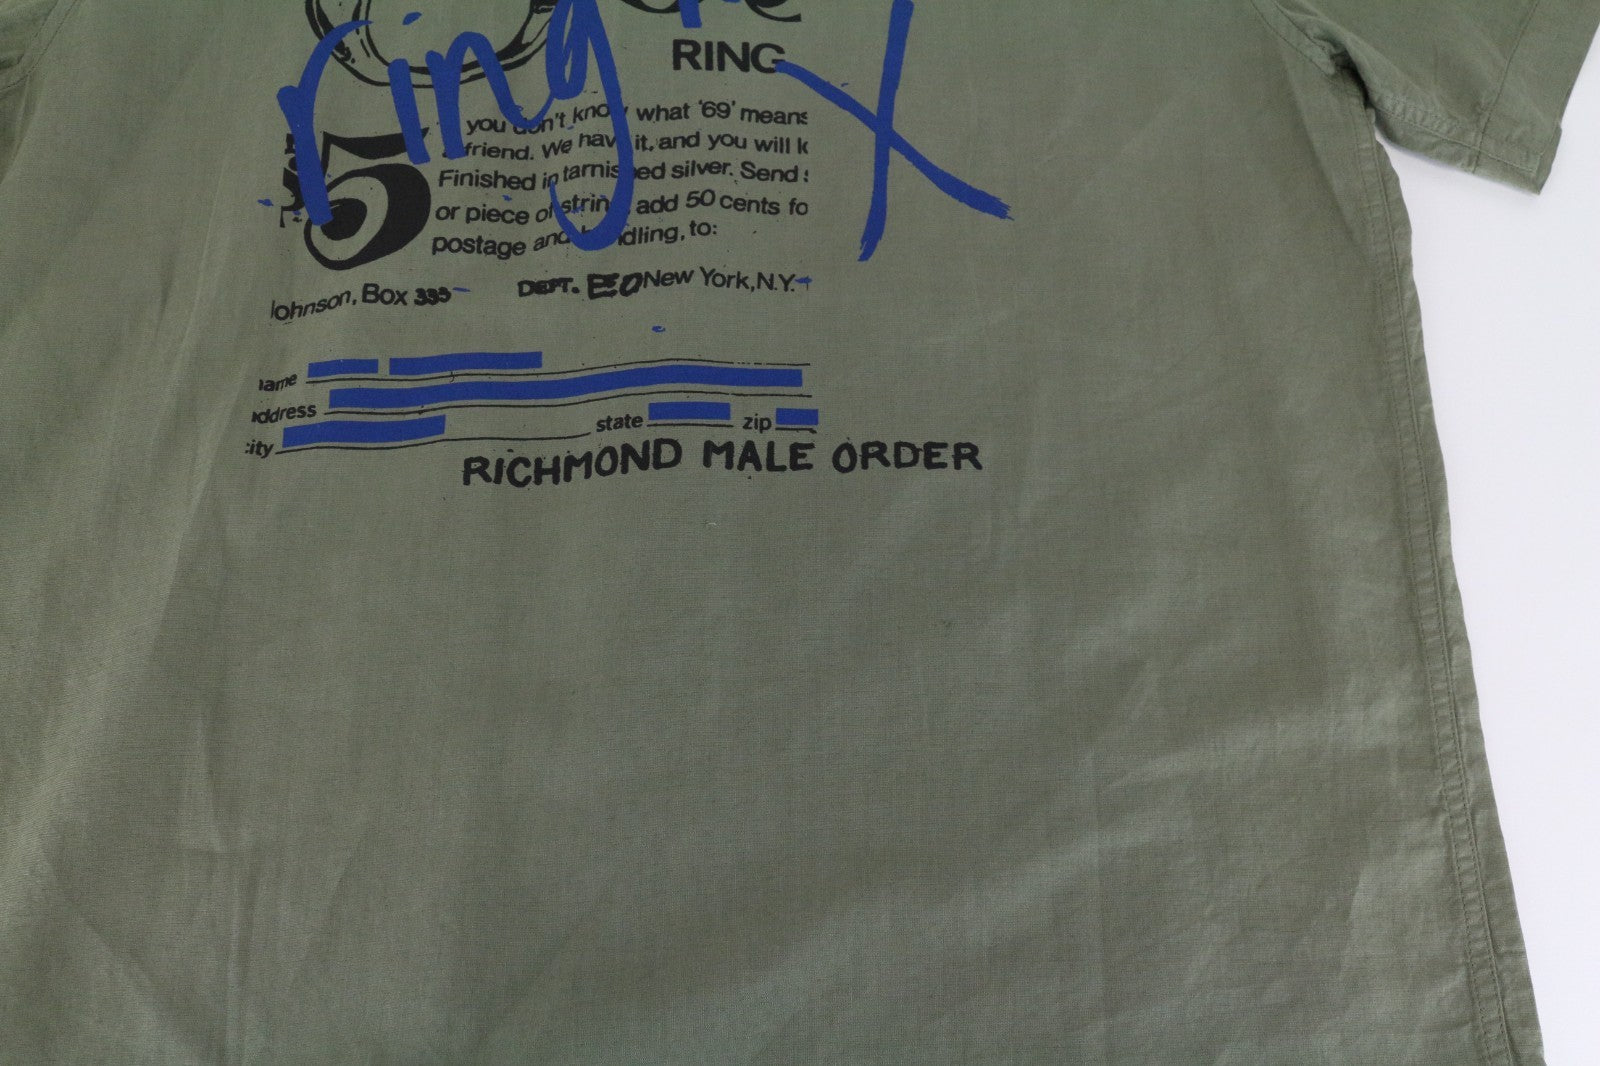 RING
ring me
X
you don't know what '69' means
friend. We have it, and you will k
5
Finished in tarnished silver. Send
or piece of string add 50 cents fo
postage and handling, to:
Johnson, Box 335 DEPT. New York, N.Y.
name
address
city state zip
RICHMOND MALE ORDER